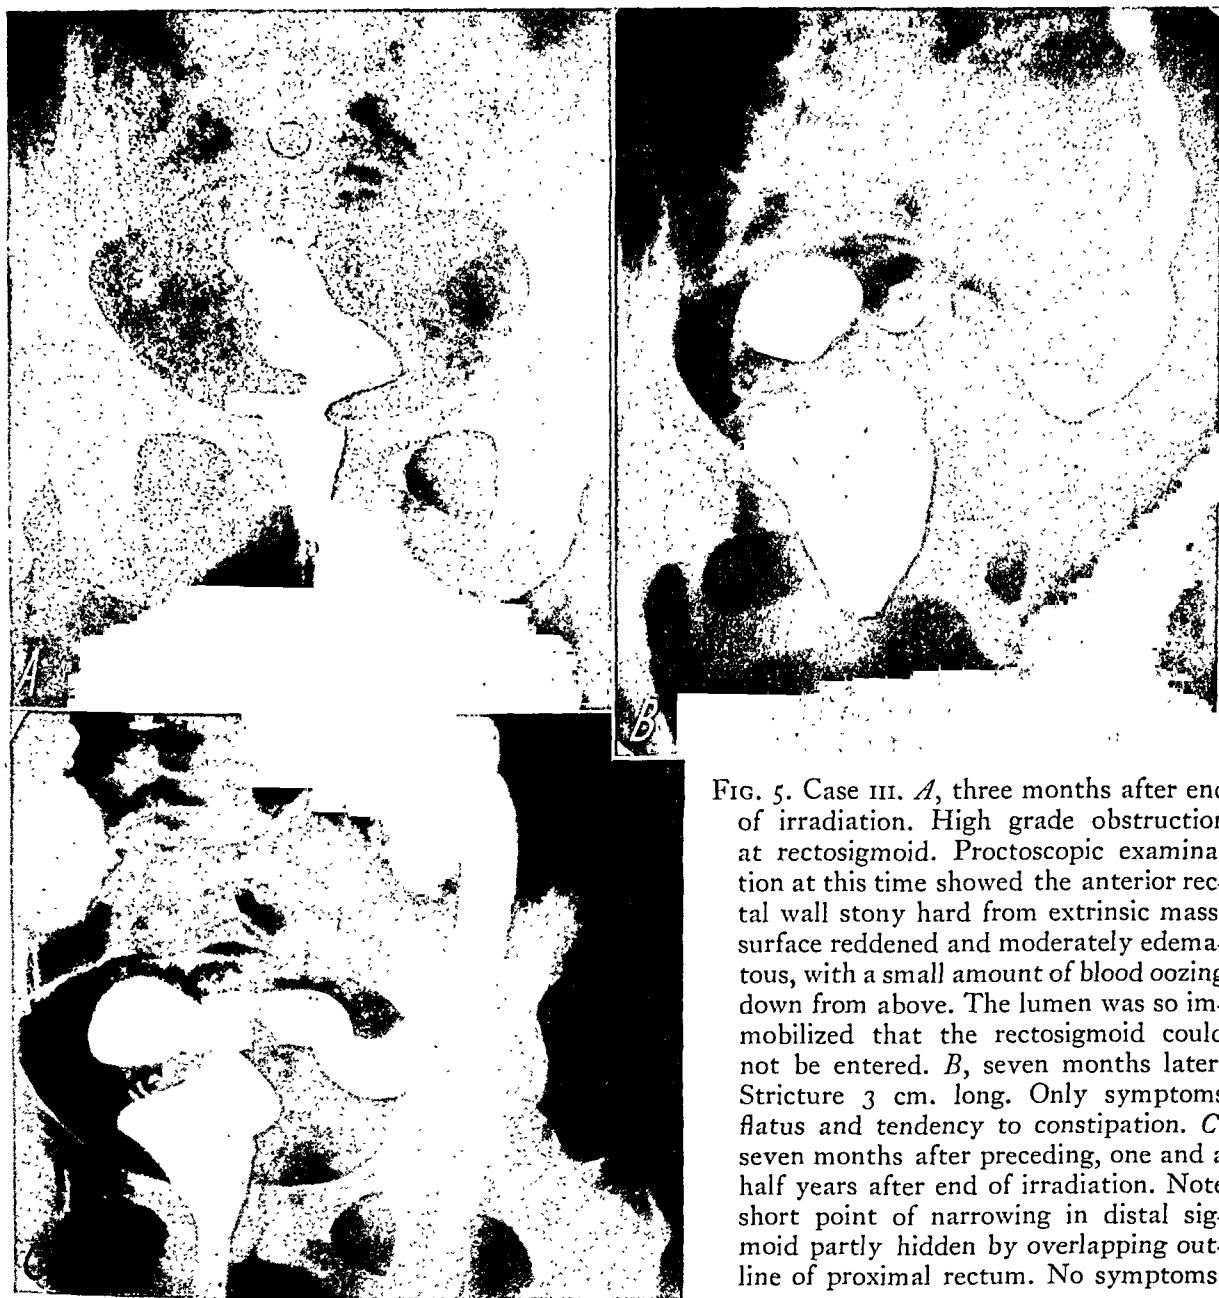 A
B
C
FIG. 5. Case III. A, three months after end
of irradiation. High grade obstruction
at rectosigmoid. Proctoscopic examina-
tion at this time showed the anterior rec-
tal wall stony hard from extrinsic mass
surface reddened and moderately edema-
tous, with a small amount of blood oozing
down from above. The lumen was so im-
mobilized that the rectosigmoid could
not be entered. B, seven months later
Stricture 3 cm. long. Only symptoms
flatus and tendency to constipation. C
seven months after preceding, one and a
half years after end of irradiation. Note
short point of narrowing in distal sig-
moid partly hidden by overlapping out-
line of proximal rectum. No symptoms